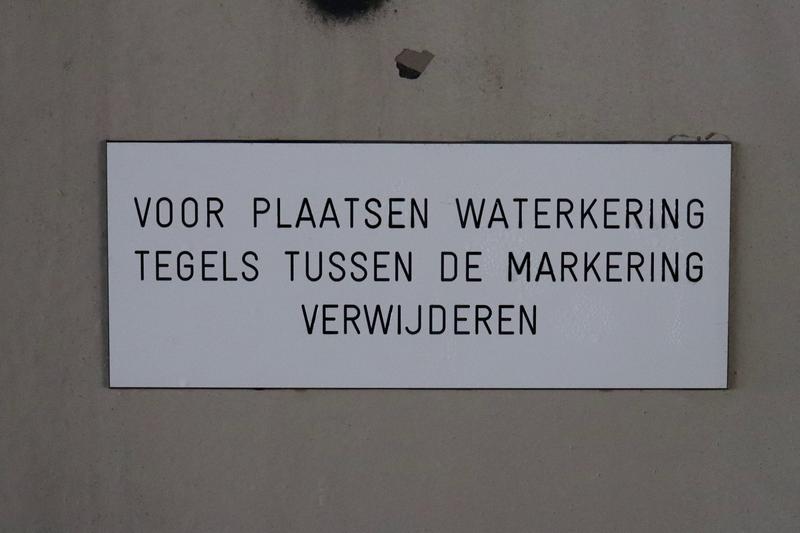 VOOR PLAATSEN WATERKERING
TEGELS TUSSEN DE MARKERING
VERWIJDEREN